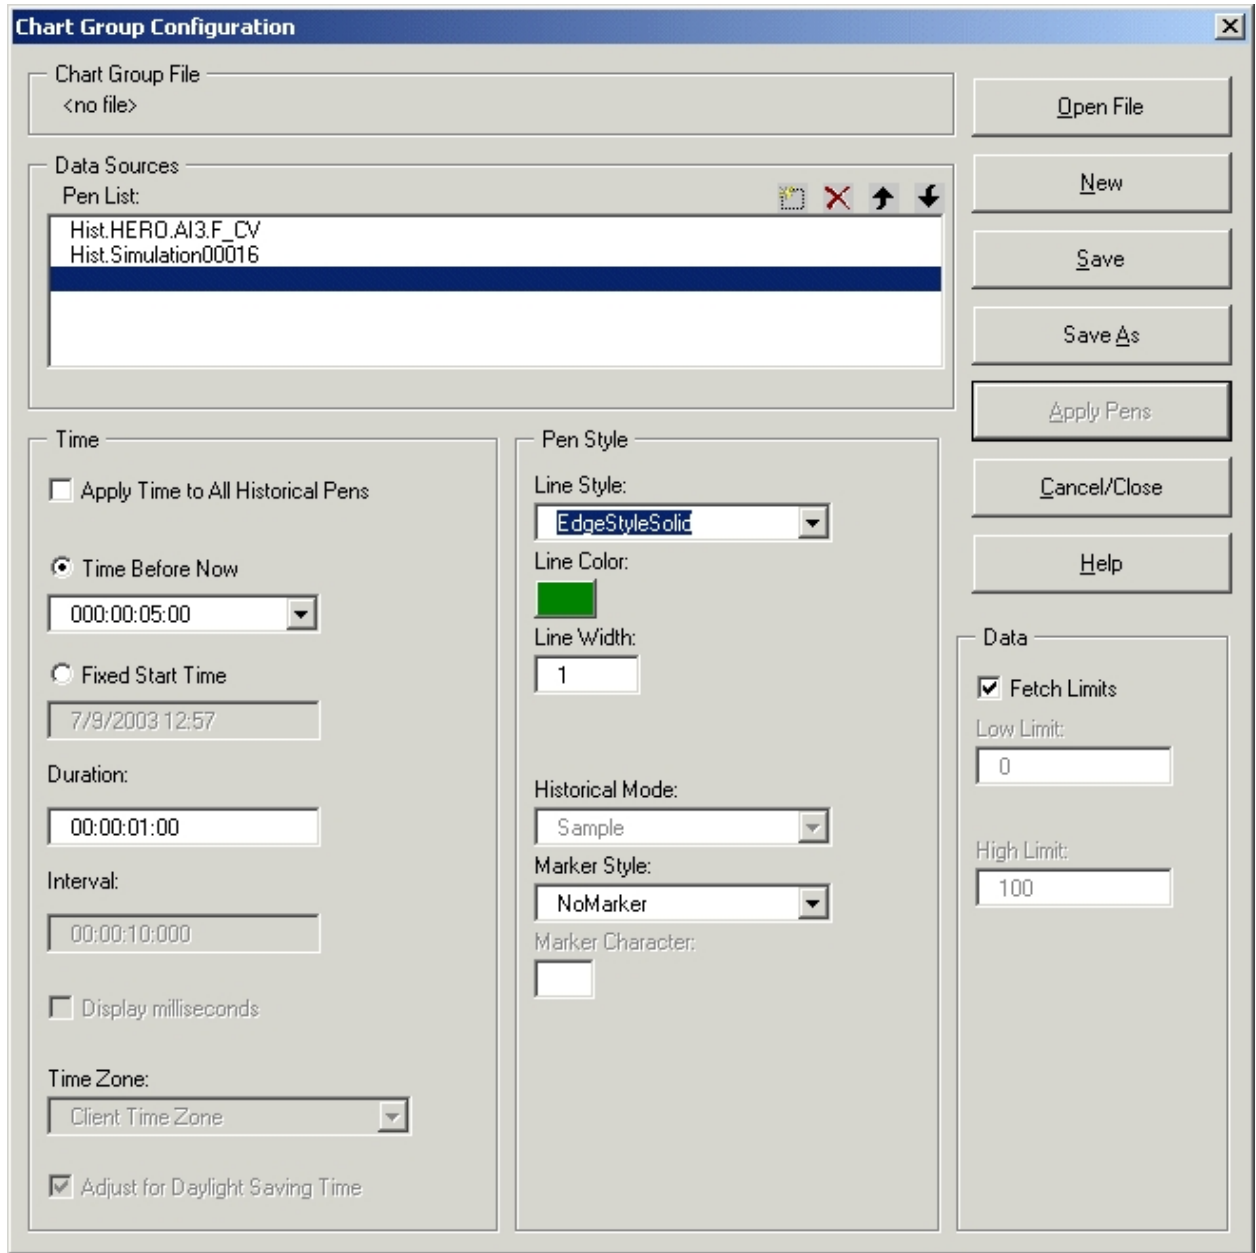 Chart Group Configuration
Chart Group File
<no file>
Open File
Data Sources
Pen List:
New
Hist.HERO.AI3.F_CV
Hist.Simulation00016
Save
Save As
Apply Pens
Time
Apply Time to All Historical Pens
Time Before Now
000:00:05:00
Fixed Start Time
7/9/2003 12:57
Duration:
00:00:01:00
Interval:
00:00:10:000
Display milliseconds
Time Zone:
Client Time Zone
Adjust for Daylight Saving Time
Pen Style
Line Style:
EdgeStyleSolid
Line Color:
Line Width:
1
Historical Mode:
Sample
Marker Style:
NoMarker
Marker Character:
Cancel/Close
Help
Data
Fetch Limits
Low Limit:
0
High Limit:
100